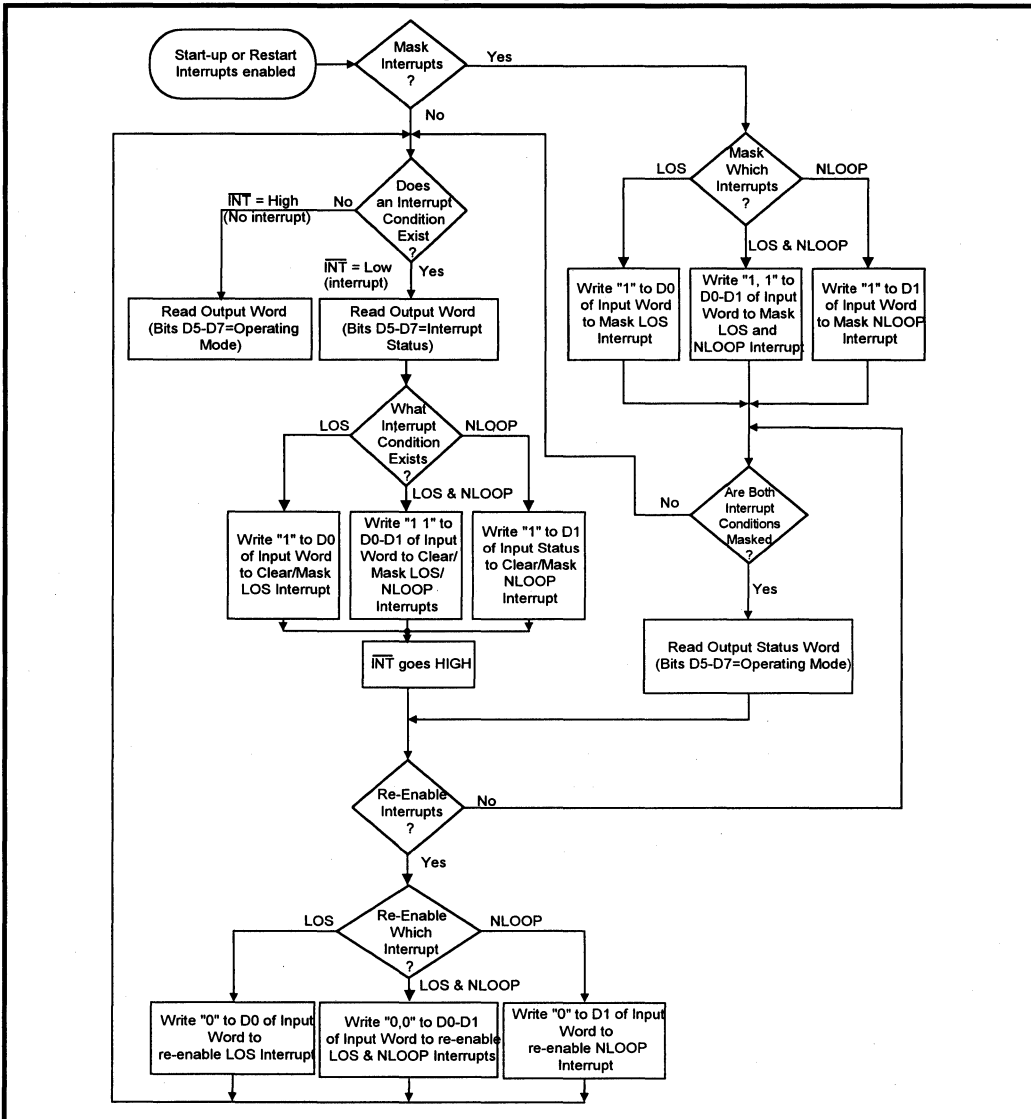 Start-up or Restart
Interrupts enabled
Mask
Interrupts
?
Yes
No
Mask
Which
Interrupts
?
LOS
NLOOP
LOS & NLOOP
Does
an Interrupt
Condition
Exist
?
INT = High
(No interrupt)
No
INT = Low
(interrupt)
Yes
Write "1" to D0
of Input Word
to Mask LOS
Interrupt
Write "1, 1" to
D0-D1 of Input
Word to Mask
LOS and
NLOOP Interrupt
Write "1" to D1
of Input Word
to Mask NLOOP
Interrupt
Read Output Word
(Bits D5-D7=Operating
Mode)
Read Output Word
(Bits D5-D7=Interrupt
Status)
What
Interrupt
Condition
Exists
?
LOS
NLOOP
LOS & NLOOP
Are Both
Interrupt
Conditions
Masked
?
No
Yes
Write "1" to D0
of Input Word
to Clear/Mask
LOS Interrupt
Write "1 1" to
D0-D1 of Input
Word to Clear/
Mask LOS/
NLOOP
Interrupts
Write "1" to D1
of Input Status
to Clear/Mask
NLOOP
Interrupt
INT goes HIGH
Read Output Status Word
(Bits D5-D7=Operating Mode)
Re-Enable
Interrupts
?
No
Yes
Re-Enable
Which
Interrupt
?
LOS
NLOOP
LOS & NLOOP
Write "0" to D0 of Input
Word to
re-enable LOS Interrupt
Write "0,0" to D0-D1
of Input Word to re-enable
LOS & NLOOP Interrupts
Write "0" to D1 of Input
Word to
re-enable NLOOP
Interrupt